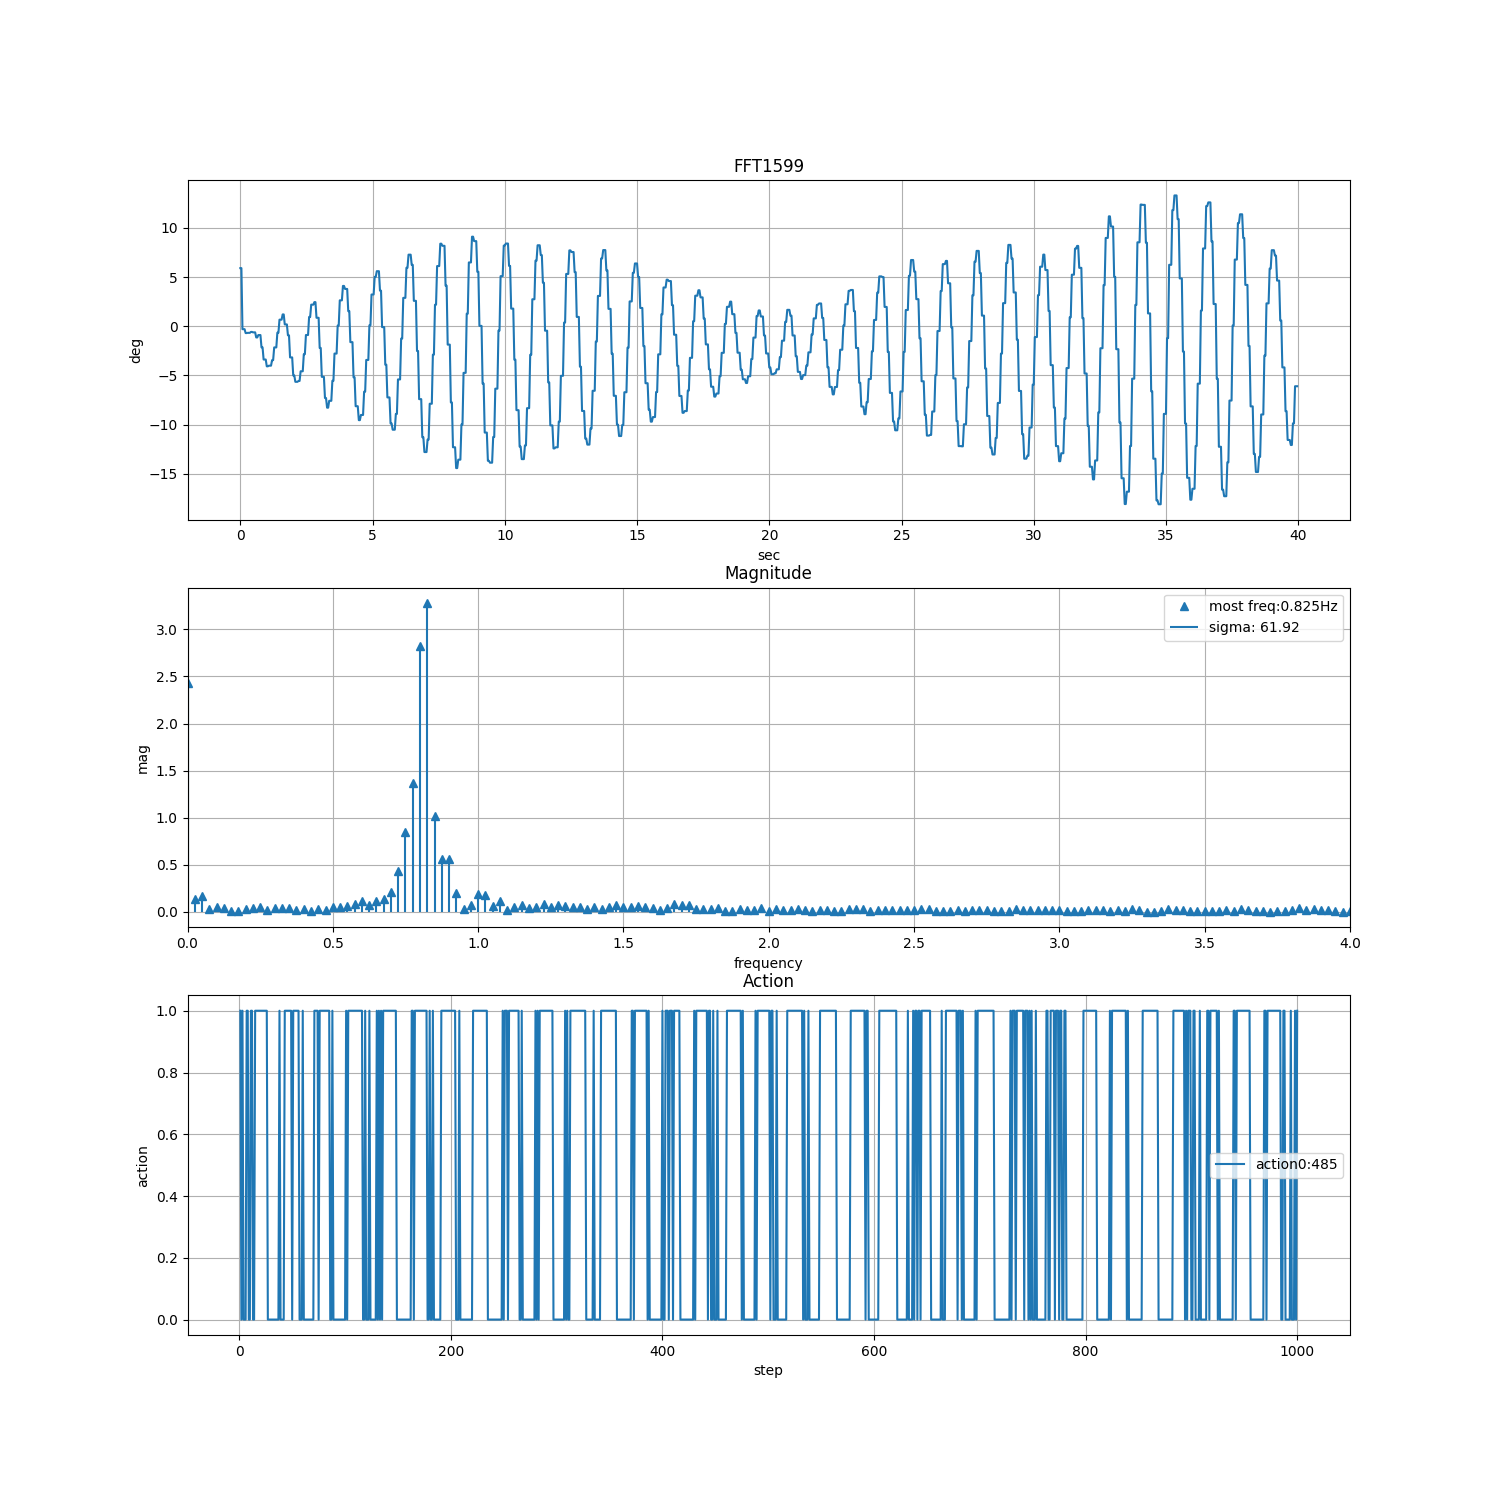 FFT1599
10
5
0
−5
−10
−15
deg
0 5 10 15 20 25 30 35 40
sec
Magnitude
most freq:0.825Hz
sigma: 61.92
3.0
2.5
2.0
1.5
1.0
0.5
0.0
mag
0.0 0.5 1.0 1.5 2.0 2.5 3.0 3.5 4.0
frequency
Action
1.0
0.8
0.6
0.4
0.2
0.0
action
action0:485
0 200 400 600 800 1000
step